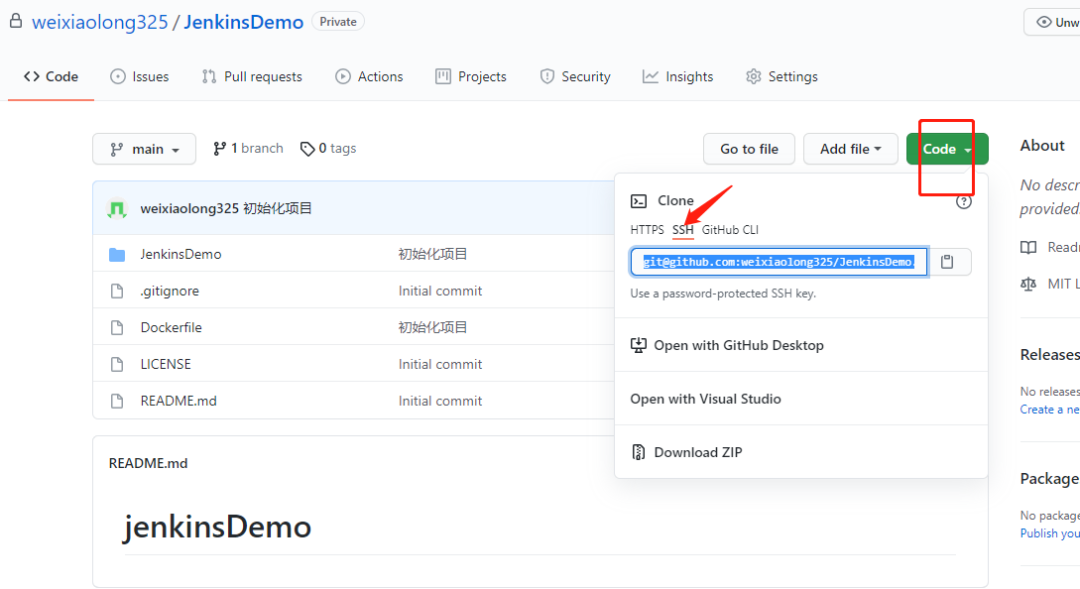 weixiaolong325 / JenkinsDemo Private
Unw
Code Issues Pull requests Actions Projects Security Insights Settings
main 1 branch 0 tags Go to file Add file Code
weixiaolong325 初始化项目
JenkinsDemo 初始化项目
.gitignore Initial commit
Dockerfile 初始化项目
LICENSE Initial commit
README.md Initial commit
Clone
HTTPS SSH GitHub CLI
git@github.com:weixiaolong325/JenkinsDemo.
Use a password-protected SSH key.
Open with GitHub Desktop
Open with Visual Studio
Download ZIP
README.md
jenkinsDemo
About
No descr
provided.
Readr
MIT L
Releases
No releases
Create a ne
Package
No package
Publish you